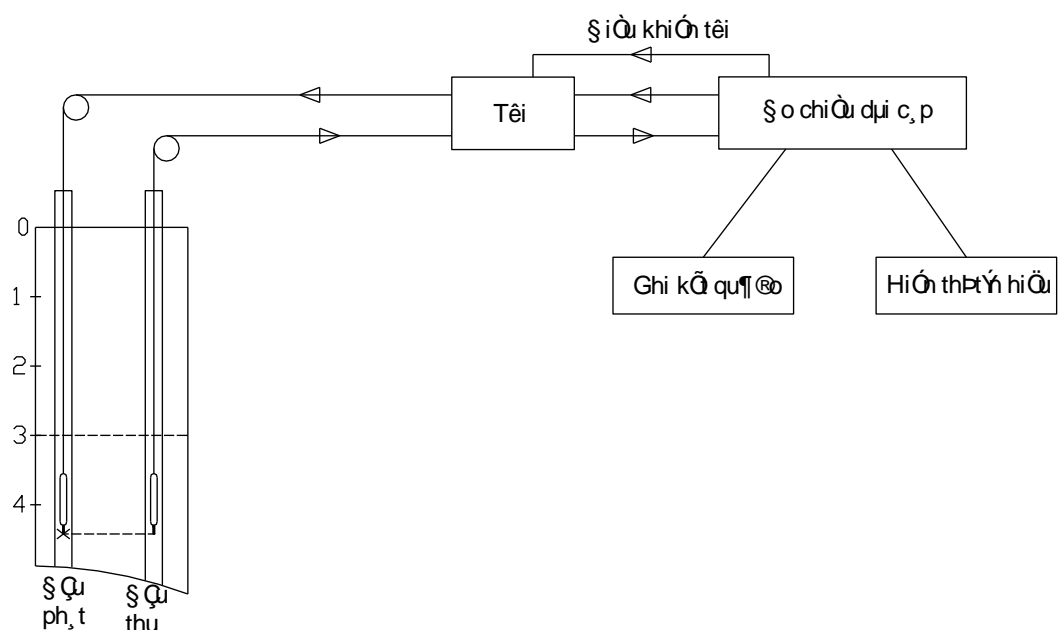 §iÒu khiÓn têi
Têi
§o chiÒu dµi c¸p
0
1
2
3
4
Ghi kÕt qu¶ ®o
HiÓn thÞ tÝn hiÖu
§Çu
ph¸t
§Çu
thu